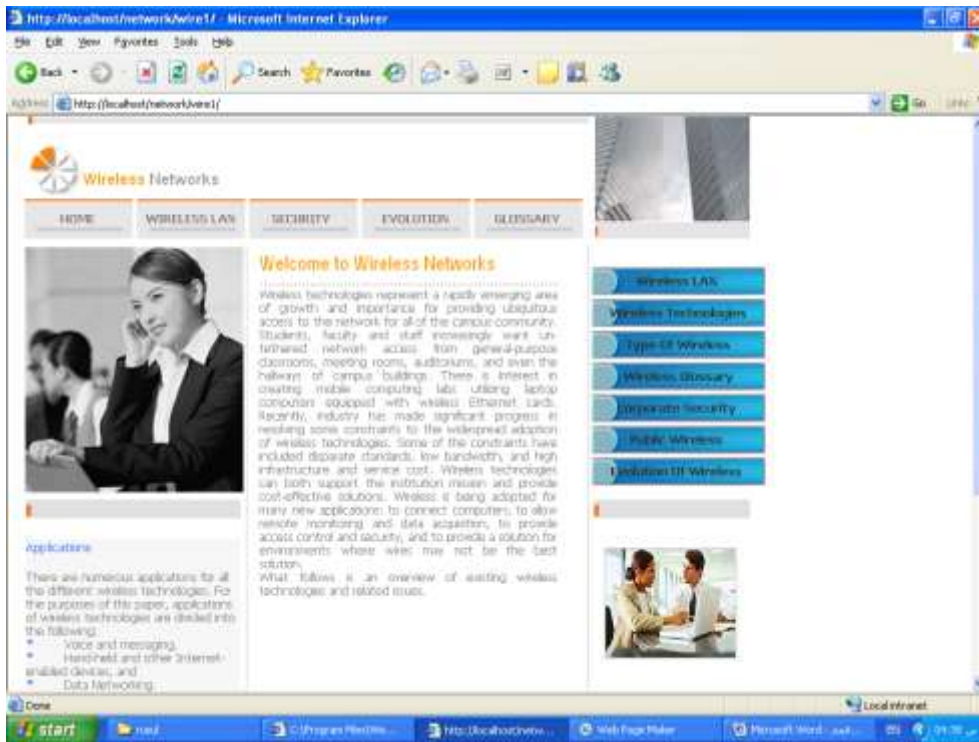 http://localhost/network/wire1/ - Microsoft Internet Explorer
File Edit View Favorites Tools Help
Back Search Favorites
Address http://localhost/network/wire1/ Go
Wireless Networks
HOME WIRELESS LAN SECURITY EVOLUTION GLOSSARY
Welcome to Wireless Networks
Wireless technologies represent a rapidly emerging area
of growth and importance for providing ubiquitous
access to the network for all of the campus community.
Students, faculty and staff increasingly want un-
tethered network access from general-purpose
classrooms, meeting rooms, auditoriums, and even the
hallways of campus buildings. There is interest in
creating mobile computing labs utilizing laptop
computers equipped with wireless Ethernet cards.
Recently, industry has made significant progress in
resolving some constraints to the widespread adoption
of wireless technologies. Some of the constraints have
included disparate standards, low bandwidth, and high
infrastructure and service cost. Wireless technologies
can both support the institution mission and provide
cost-effective solutions. Wireless is being adopted for
many new applications: to connect computers, to allow
remote monitoring and data acquisition, to provide
access control and security, and to provide a solution for
environments where wires may not be the best
solution.
What follows is an overview of existing wireless
technologies and related issues.
Wireless LAN
Wireless Technologies
Type Of Wireless
Wireless Glossary
Corporate Security
Public Wireless
Evolution Of Wireless
Applications
There are numerous applications for all
the different wireless technologies. For
the purposes of this paper, applications
of wireless technologies are divided into
the following:
• Voice and messaging,
• Hand-held and other Internet-
enabled devices, and
• Data Networking.
Done Local intranet
start Web Page Maker Microsoft Word EN